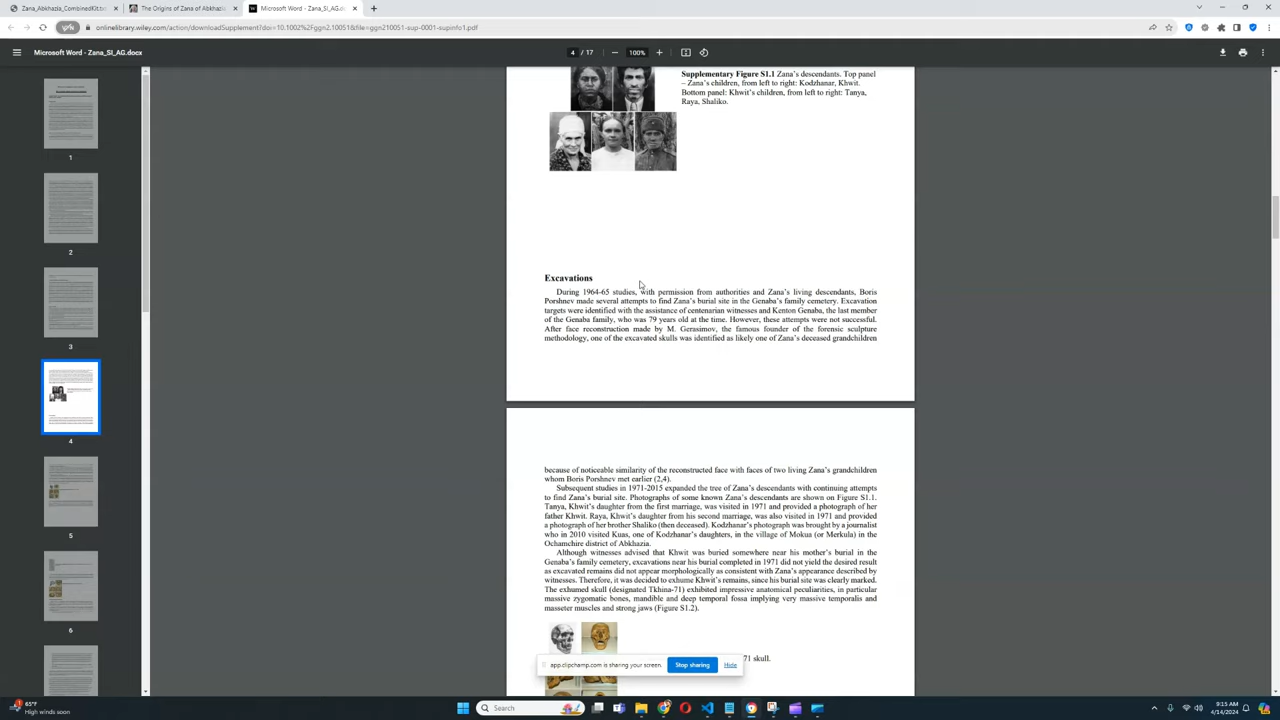 Zana_Abkhazia_CombinedKit.txt
The Origins of Zana of Abkhazia
Microsoft Word - Zana_SI_AG.do
onlinelibrary.wiley.com/action/downloadSupplement?doi=10.1002%2Fggn2.10051&file=ggn210051-sup-0001-supinfo1.pdf
Microsoft Word - Zana_SI_AG.docx
4 / 17
100%
1
2
3
4
5
6
Supplementary Figure S1.1 Zana's descendants. Top panel
– Zana's children, from left to right: Kodzhanar, Khwit.
Bottom panel: Khwit's children, from left to right: Tanya,
Raya, Shaliko.
Excavations
During 1964-65 studies, with permission from authorities and Zana's living descendants, Boris
Porshnev made several attempts to find Zana's burial site in the Genaba's family cemetery. Excavation
targets were identified with the assistance of centenarian witnesses and Kenton Genaba, the last member
of the Genaba family, who was 79 years old at the time. However, these attempts were not successful.
After face reconstruction made by M. Gerasimov, the famous founder of the forensic sculpture
methodology, one of the excavated skulls was identified as likely one of Zana's deceased grandchildren
because of noticeable similarity of the reconstructed face with faces of two living Zana's grandchildren
whom Boris Porshnev met earlier (2,4).
Subsequent studies in 1971-2015 expanded the tree of Zana's descendants with continuing attempts
to find Zana's burial site. Photographs of some known Zana's descendants are shown on Figure S1.1.
Tanya, Khwit's daughter from the first marriage, was visited in 1971 and provided a photograph of her
father Khwit. Raya, Khwit's daughter from his second marriage, was also visited in 1971 and provided
a photograph of her brother Shaliko (then deceased). Kodzhanar's photograph was brought by a journalist
who in 2010 visited Kuas, one of Kodzhanar's daughters, in the village of Mokua (or Merkula) in the
Ochamchire district of Abkhazia.
Although witnesses advised that Khwit was buried somewhere near his mother's burial in the
Genaba's family cemetery, excavations near his burial completed in 1971 did not yield the desired result
as excavated remains did not appear morphologically as consistent with Zana's appearance described by
witnesses. Therefore, it was decided to exhume Khwit's remains, since his burial site was clearly marked.
The exhumed skull (designated Tkhina-71) exhibited impressive anatomical peculiarities, in particular
massive zygomatic bones, mandible and deep temporal fossa implying very massive temporalis and
masseter muscles and strong jaws (Figure S1.2).
71 skull.
app.clipchamp.com is sharing your screen.
Stop sharing
Hide
65°F
High winds soon
Search
9:15 AM
4/14/2024